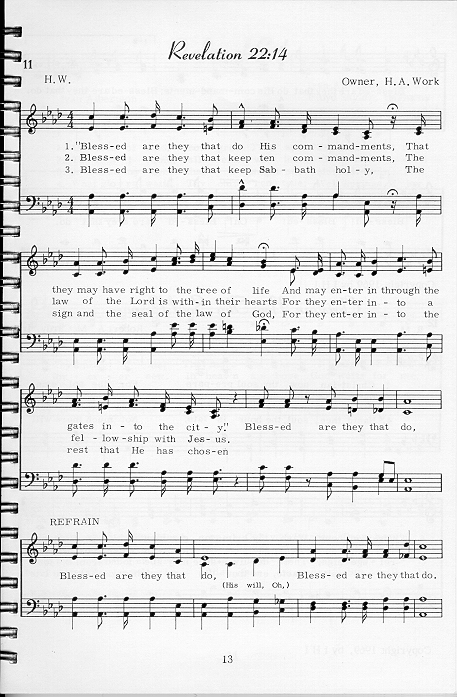 Revelation 22:14
11
H.W. Owner, H.A. Work
1. "Bless-ed are they that do His com - mand-ments, That
2. Bless-ed are they that keep ten com - mand-ments, The
3. Bless-ed are they that keep Sab - bath hol - y, The
they may have right to the tree of life And may en-ter in through the
law of the Lord is with-in their hearts For they en-ter in - to a
sign and the seal of the law of God, For they en-ter in - to the
gates in - to the cit - y." Bless-ed are they that do,
fel - low-ship with Jes-us.
rest that He has chos-en
REFRAIN
Bless-ed are they that do, Bless-ed are they that do.
(His will, Oh,)
13